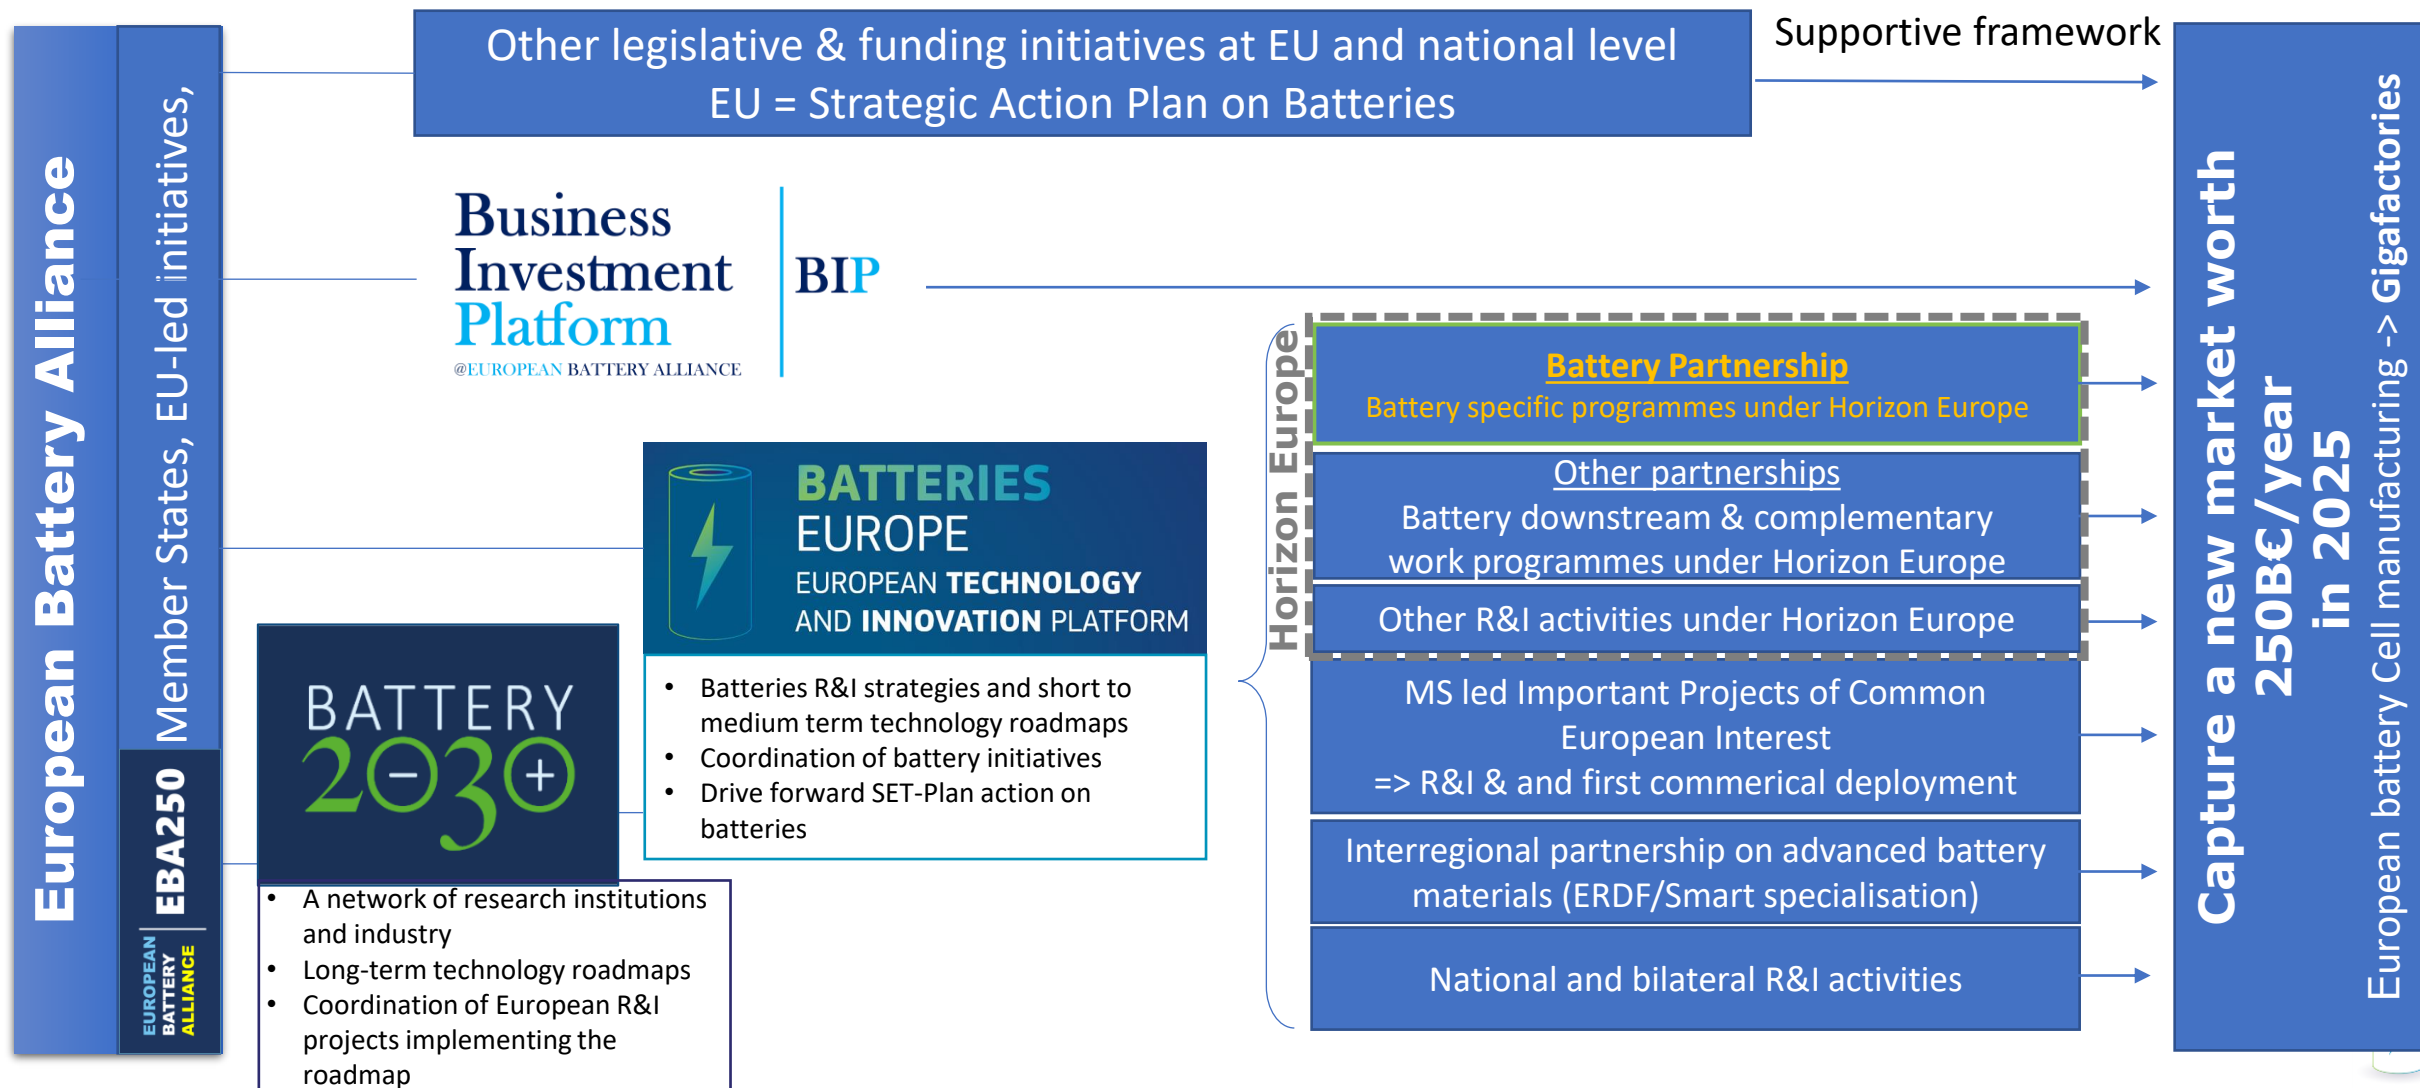 European Battery Alliance
Member States, EU-led initiatives,
EBA250
EUROPEAN
BATTERY
ALLIANCE
Other legislative & funding initiatives at EU and national level
EU = Strategic Action Plan on Batteries
Supportive framework
Business
Investment
Platform
@EUROPEAN BATTERY ALLIANCE
BIP
BATTERIES
EUROPE
EUROPEAN TECHNOLOGY
AND INNOVATION PLATFORM
• Batteries R&I strategies and short to
medium term technology roadmaps
• Coordination of battery initiatives
• Drive forward SET-Plan action on
batteries
BATTERY
2030
• A network of research institutions
and industry
• Long-term technology roadmaps
• Coordination of European R&I
projects implementing the
roadmap
Horizon Europe
Battery Partnership
Battery specific programmes under Horizon Europe
Other partnerships
Battery downstream & complementary
work programmes under Horizon Europe
Other R&I activities under Horizon Europe
MS led Important Projects of Common
European Interest
=> R&I & and first commerical deployment
Interregional partnership on advanced battery
materials (ERDF/Smart specialisation)
National and bilateral R&I activities
Capture a new market worth
250B€/year
in 2025
European battery Cell manufacturing -> Gigafactories